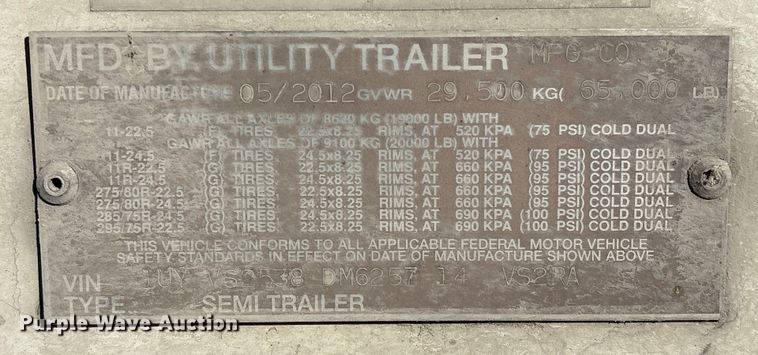 MFD. BY UTILITY TRAILER MFG CO.
DATE OF MANUFACTURE 05/2012 GVWR 29,500 KG( 65,000 LB)
GAWR ALL AXLES OF 8620 KG (19000 LB) WITH
11-22.5 (F) TIRES, 22.5x8.25 RIMS, AT 520 KPA (75 PSI) COLD DUAL
GAWR ALL AXLES OF 9100 KG (20000 LB) WITH
11-24.5 (F) TIRES, 24.5x8.25 RIMS, AT 520 KPA (75 PSI) COLD DUAL
11R-22.5 (G) TIRES, 22.5x8.25 RIMS, AT 660 KPA (95 PSI) COLD DUAL
11R-24.5 (G) TIRES, 24.5x8.25 RIMS, AT 660 KPA (95 PSI) COLD DUAL
275/80R-22.5 (G) TIRES, 22.5x8.25 RIMS, AT 660 KPA (95 PSI) COLD DUAL
275/80R-24.5 (G) TIRES, 24.5x8.25 RIMS, AT 660 KPA (95 PSI) COLD DUAL
285/75R-24.5 (G) TIRES, 24.5x8.25 RIMS, AT 690 KPA (100 PSI) COLD DUAL
295/75R-22.5 (G) TIRES, 22.5x8.25 RIMS, AT 690 KPA (100 PSI) COLD DUAL
THIS VEHICLE CONFORMS TO ALL APPLICABLE FEDERAL MOTOR VEHICLE
SAFETY STANDARDS IN EFFECT ON DATE OF MANUFACTURE SHOWN ABOVE
VIN 1UY DM6257 14 VS2RA
TYPE SEMI TRAILER
Purple Wave Auction